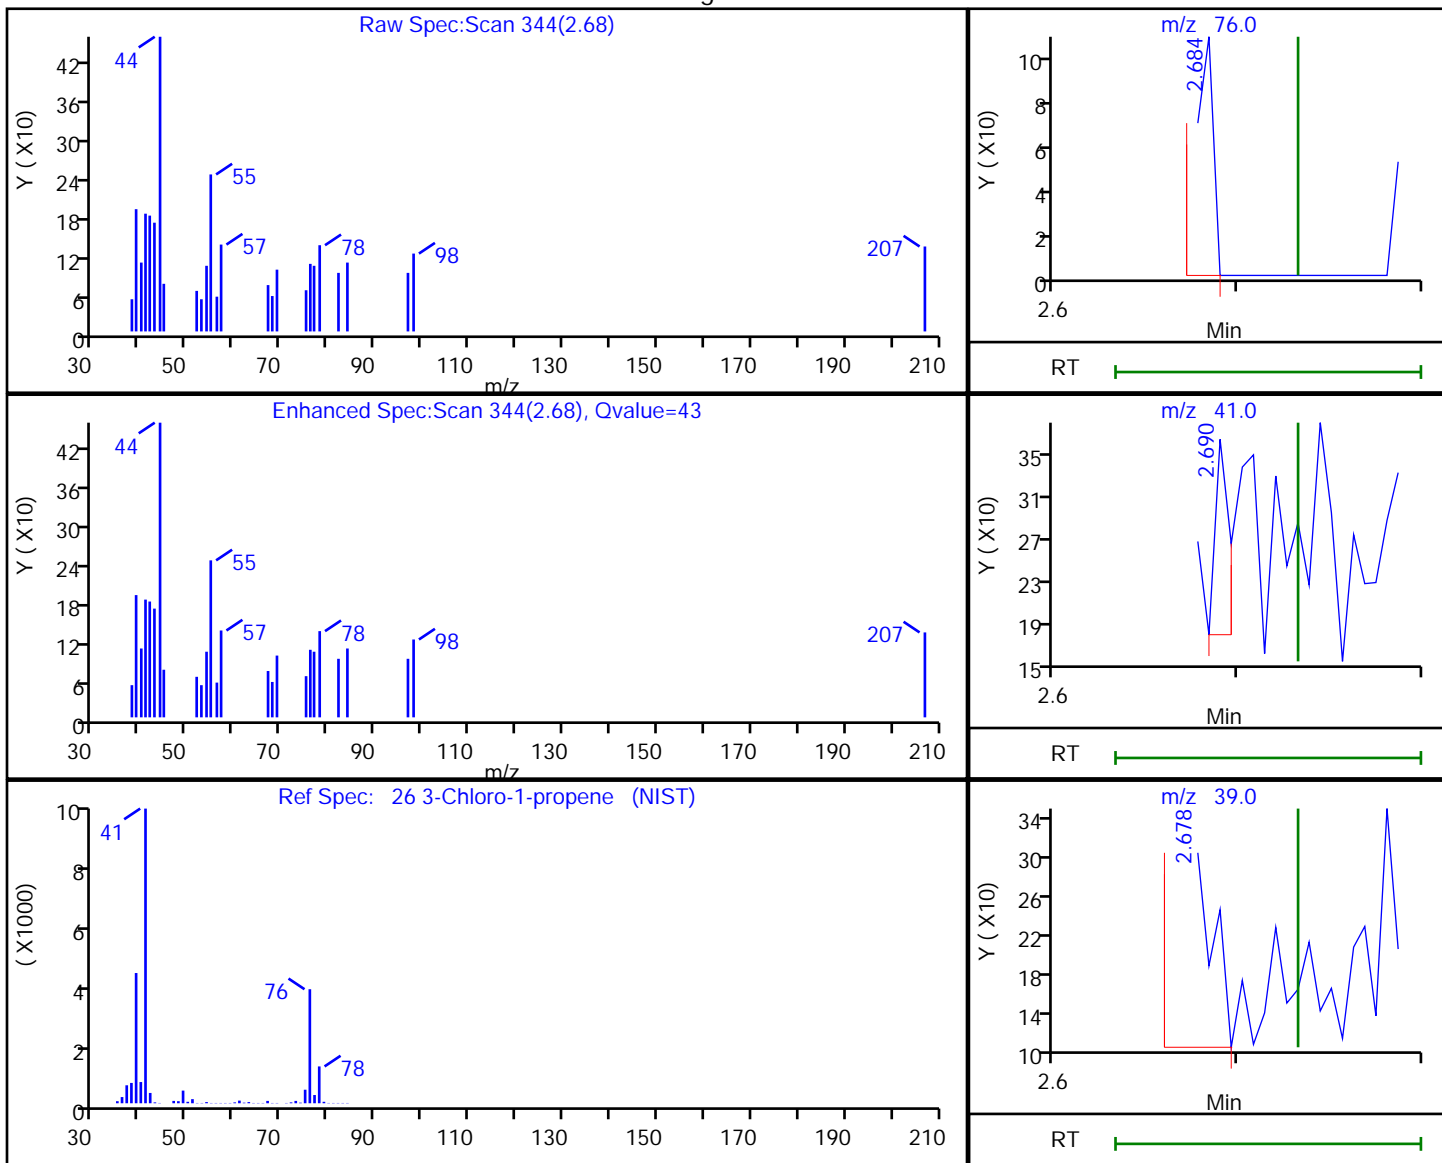 Raw Spec:Scan 344(2.68)
Y ( X10)
42
36
30
24
18
12
6
0
44
55
57
78
98
207
30 50 70 90 110 130 150 170 190 210
m/z
m/z 76.0
Y ( X10)
10
8
6
4
2
0
2.684
2.6
Min
RT
Enhanced Spec:Scan 344(2.68), Qvalue=43
Y ( X10)
42
36
30
24
18
12
6
0
44
55
57
78
98
207
30 50 70 90 110 130 150 170 190 210
m/z
m/z 41.0
Y ( X10)
35
31
27
23
19
15
2.690
2.6
Min
RT
Ref Spec: 26 3-Chloro-1-propene (NIST)
( X1000)
10
8
6
4
2
0
41
76
78
30 50 70 90 110 130 150 170 190 210
m/z 39.0
Y ( X10)
34
30
26
22
18
14
10
2.678
2.6
Min
RT